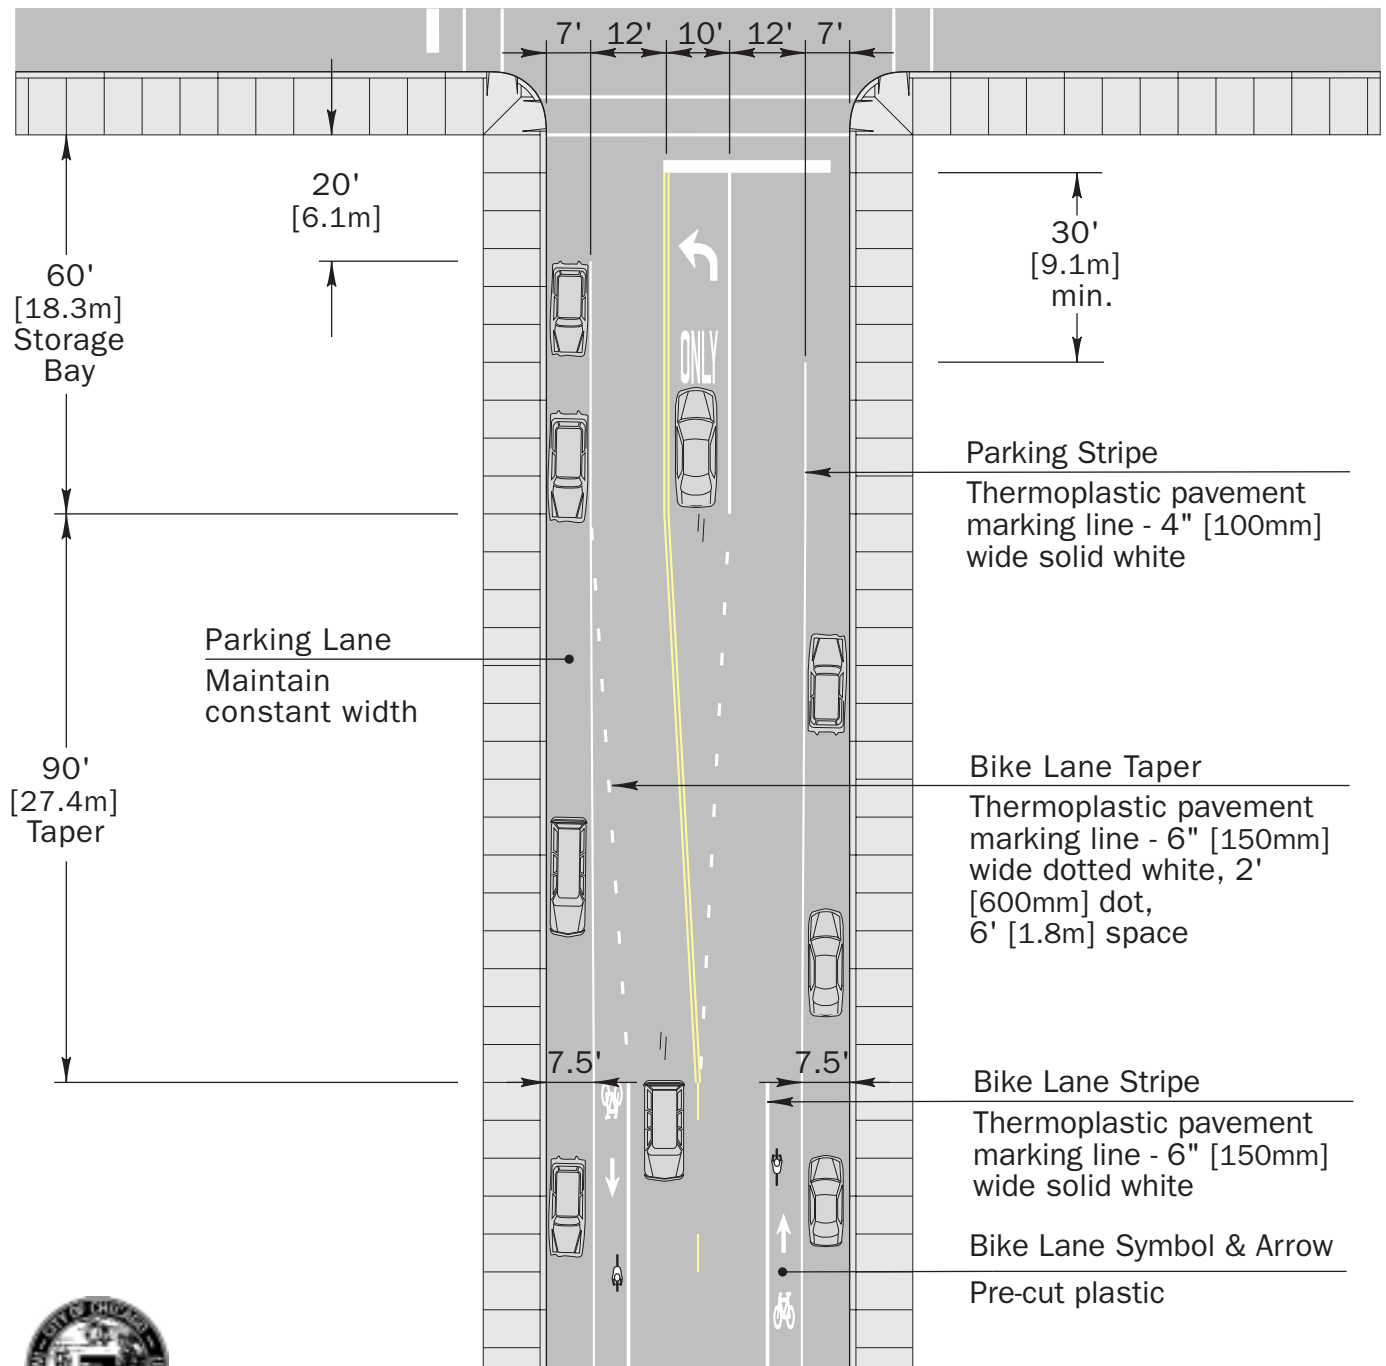 7' 12' 10' 12' 7'
20'
[6.1m]
60'
[18.3m]
Storage
Bay
30'
[9.1m]
min.
ONLY
Parking Stripe
Thermoplastic pavement
marking line - 4" [100mm]
wide solid white
Parking Lane
Maintain
constant width
90'
[27.4m]
Taper
Bike Lane Taper
Thermoplastic pavement
marking line - 6" [150mm]
wide dotted white, 2'
[600mm] dot,
6' [1.8m] space
7.5' 7.5'
Bike Lane Stripe
Thermoplastic pavement
marking line - 6" [150mm]
wide solid white
Bike Lane Symbol & Arrow
Pre-cut plastic
CITY OF CHICAGO